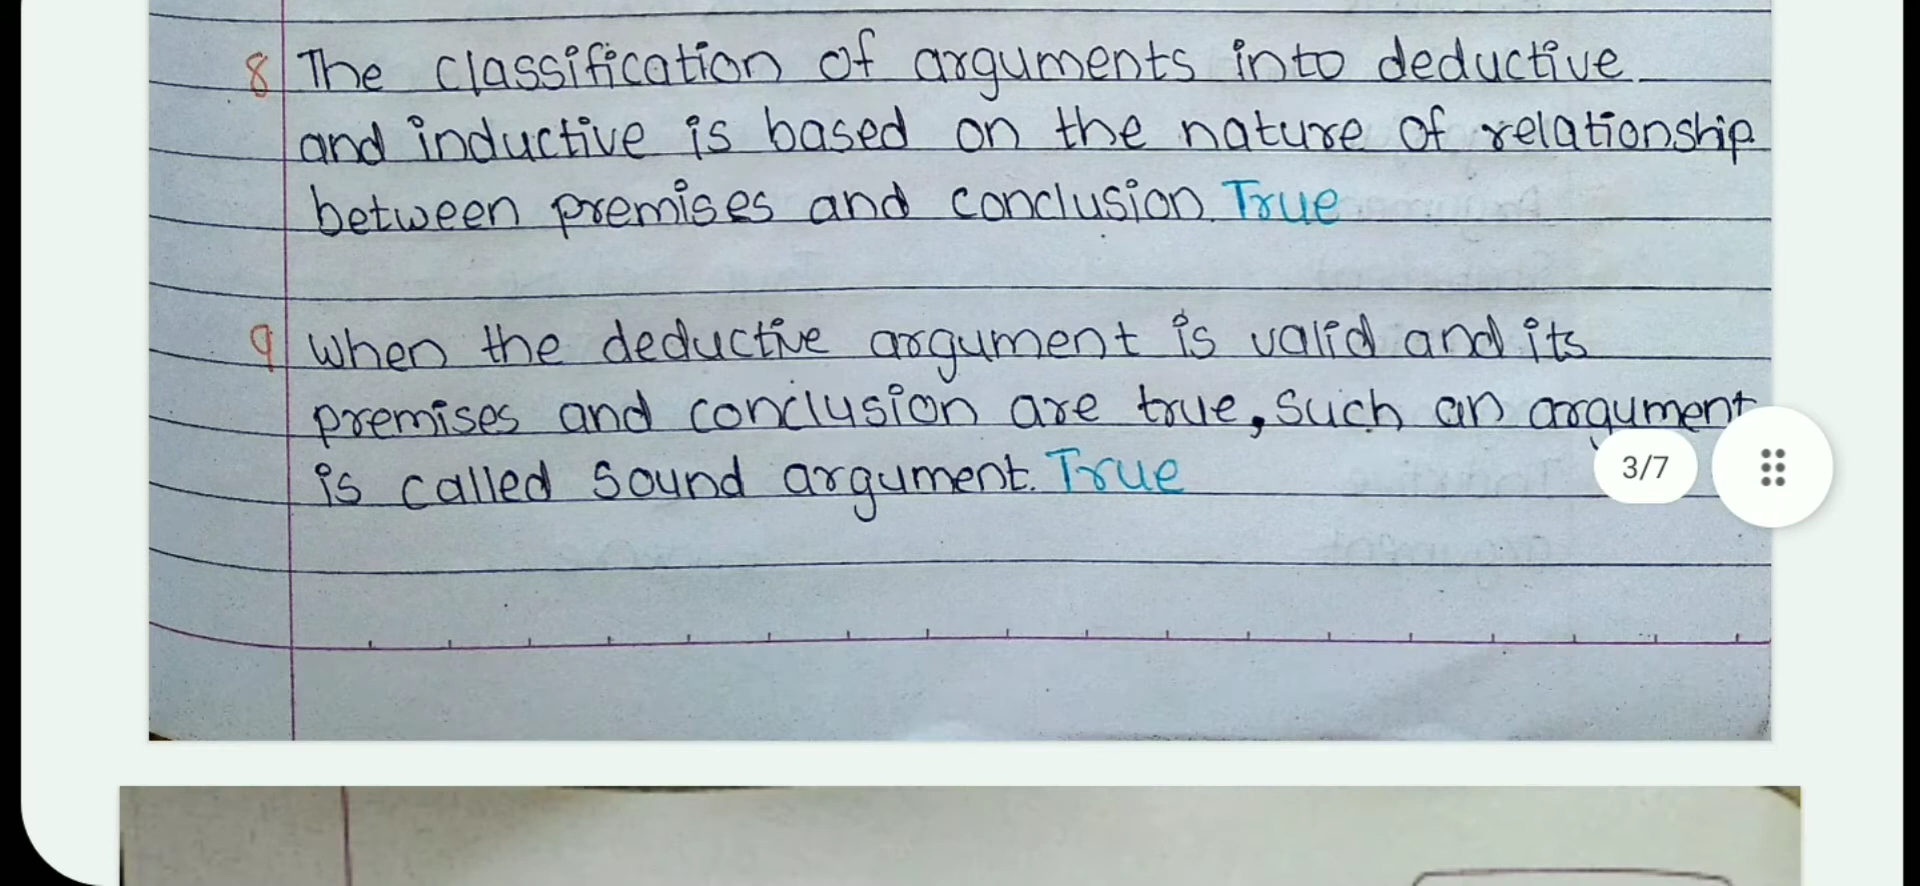 8 The classification of arguments into deductive
and inductive is based on the nature of relationship
between premises and conclusion. True
9 When the deductive argument is valid and its
premises and conclusion are true, such an argument
is called sound argument. True
3/7